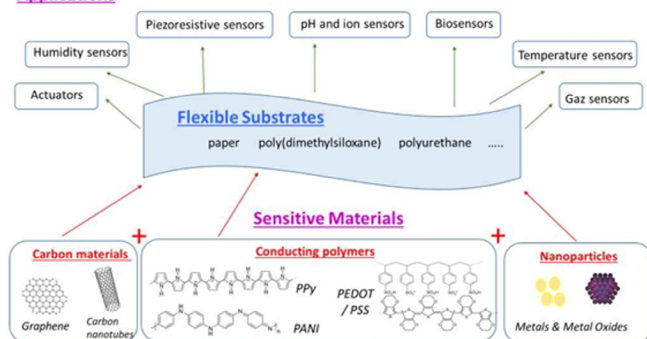 Piezoresistive sensors
pH and ion sensors
Biosensors
Humidity sensors
Temperature sensors
Actuators
Gaz sensors
Flexible Substrates
paper poly(dimethylsiloxane) polyurethane .....
Sensitive Materials
+
+
Carbon materials
Graphene
Carbon
nanotubes
Conducting polymers
PPy
PANI
PEDOT
/ PSS
Nanoparticles
Metals & Metal Oxides